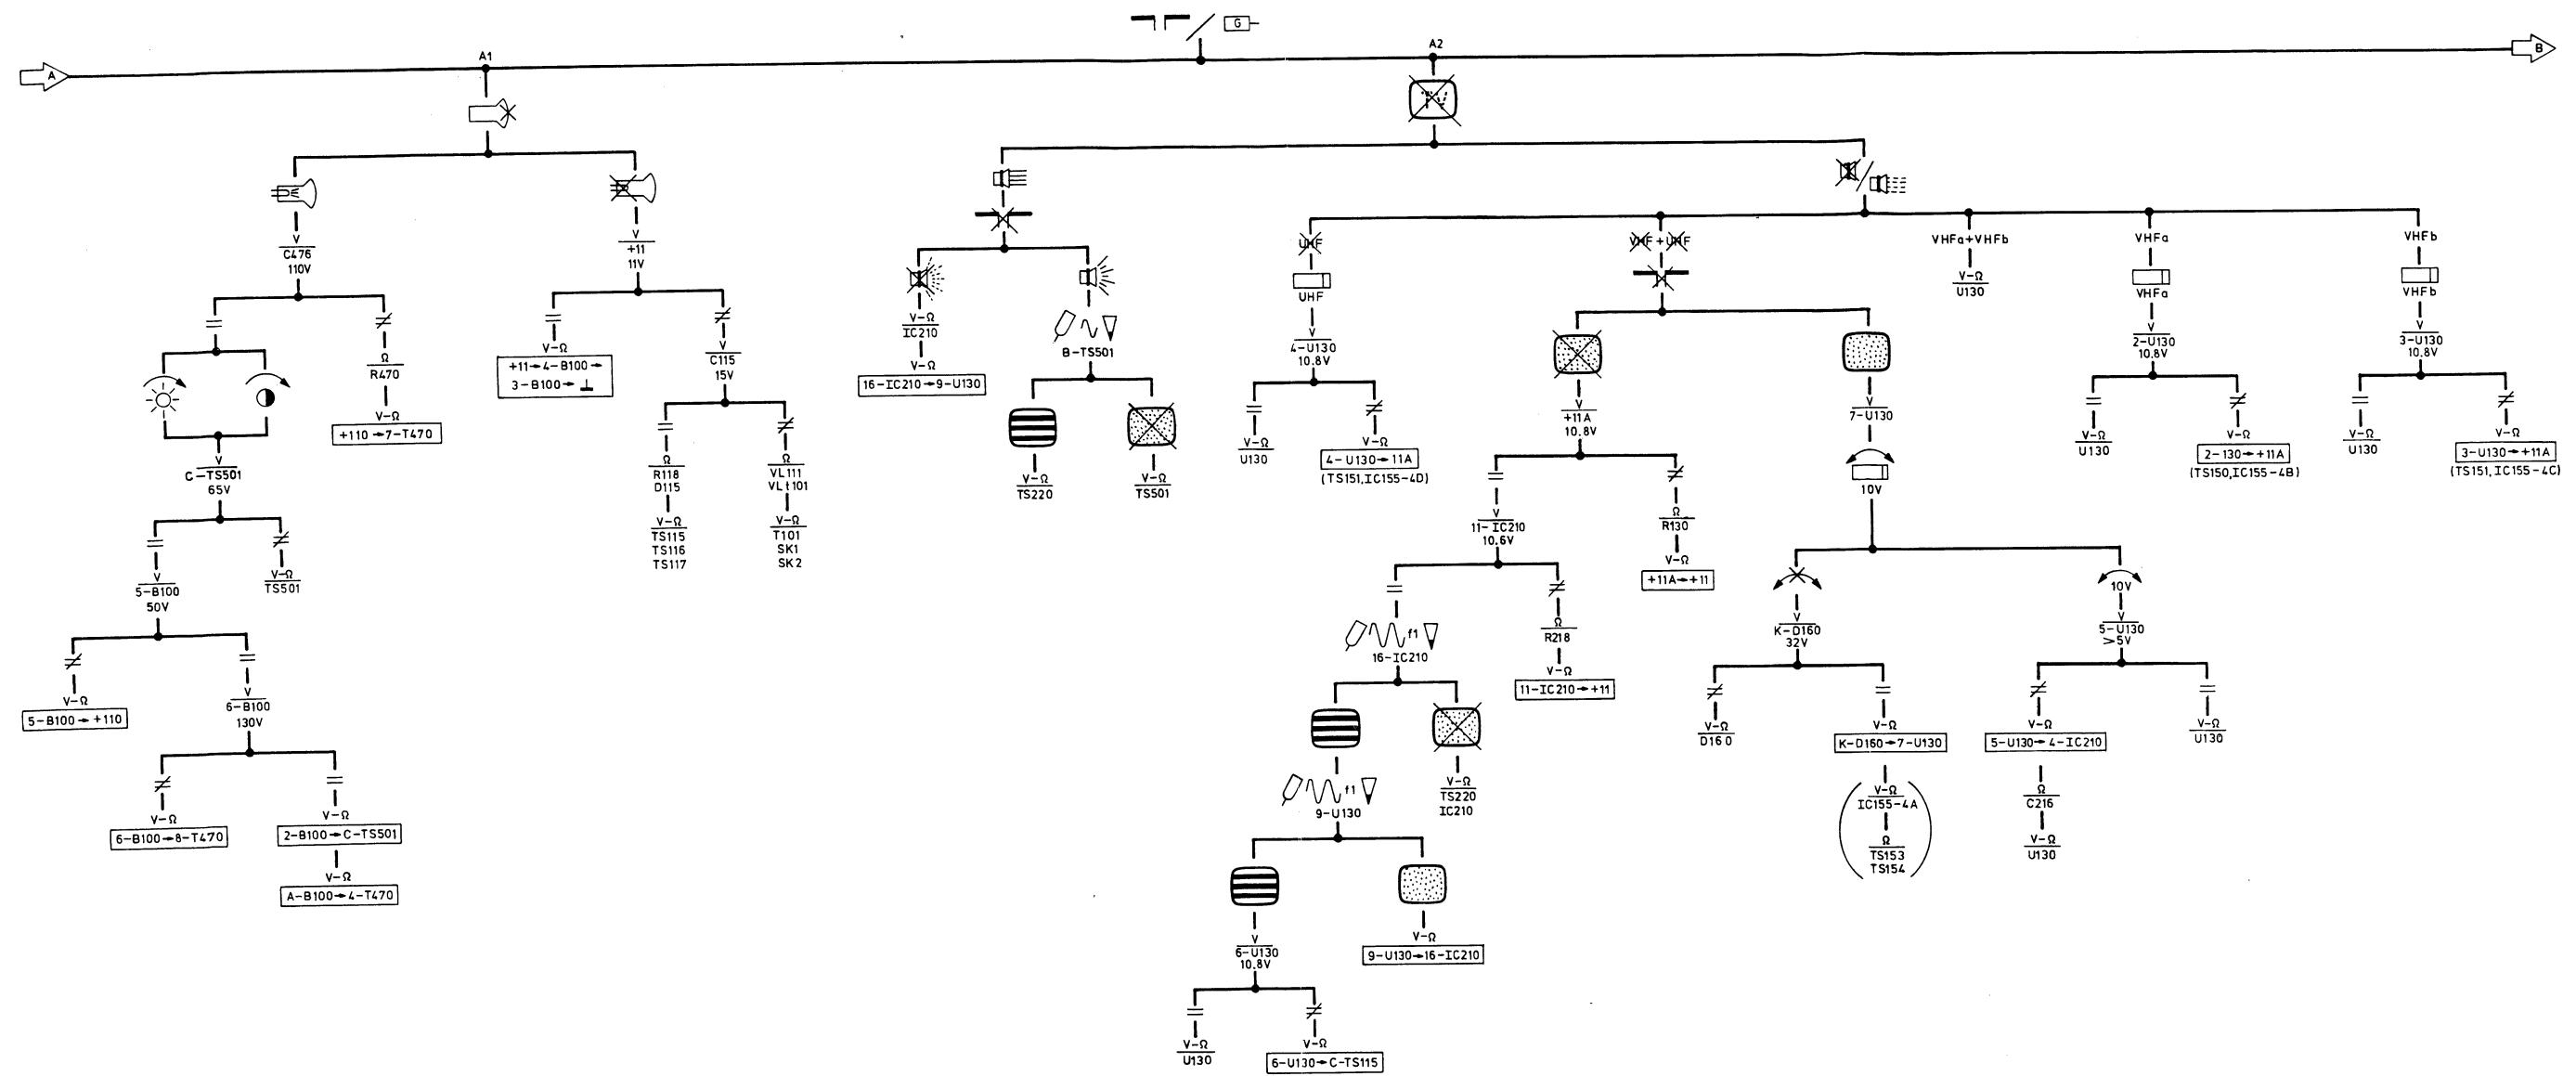 G
A
A1
A2
B
TV
V
C476
110V
V
+11
11V
Ω
R470
V-Ω
+110→7-T470
V
C-TS501
65V
V
5-B100
50V
V-Ω
TS501
V-Ω
5-B100→+110
V
6-B100
130V
V-Ω
6-B100→8-T470
V-Ω
2-B100→C-TS501
V-Ω
A-B100→4-T470
V-Ω
+11→4-B100→
3-B100→⊥
V
C115
15V
Ω
R118
D115
V-Ω
TS115
TS116
TS117
Ω
VL111
VLt101
V-Ω
T101
SK1
SK2
V-Ω
IC210
V-Ω
16-IC210→9-U130
B-TS501
V-Ω
TS220
V-Ω
TS501
UHF
UHF
V
4-U130
10.8V
V-Ω
U130
V-Ω
4-U130→11A
(TS151,IC155-4D)
VHF+UHF
V
+11A
10.8V
V
11-IC210
10.6V
Ω
R130
V-Ω
+11A→+11
f1
16-IC210
Ω
R218
V-Ω
11-IC210→+11
f1
9-U130
V-Ω
TS220
IC210
V
6-U130
10.8V
V-Ω
9-U130→16-IC210
V-Ω
U130
V-Ω
6-U130→C-TS115
V
7-U130
10V
V
K-D160
32V
V-Ω
D160
V-Ω
K-D160→7-U130
V-Ω
IC155-4A
Ω
TS153
TS154
10V
V
5-U130
>5V
V-Ω
5-U130→4-IC210
Ω
C216
V-Ω
U130
V-Ω
U130
VHFa+VHFb
V-Ω
U130
VHFa
VHFa
V
2-U130
10.8V
V-Ω
U130
V-Ω
2-130→+11A
(TS150,IC155-4B)
VHFb
VHFb
V
3-U130
10.8V
V-Ω
U130
V-Ω
3-U130→+11A
(TS151,IC155-4C)